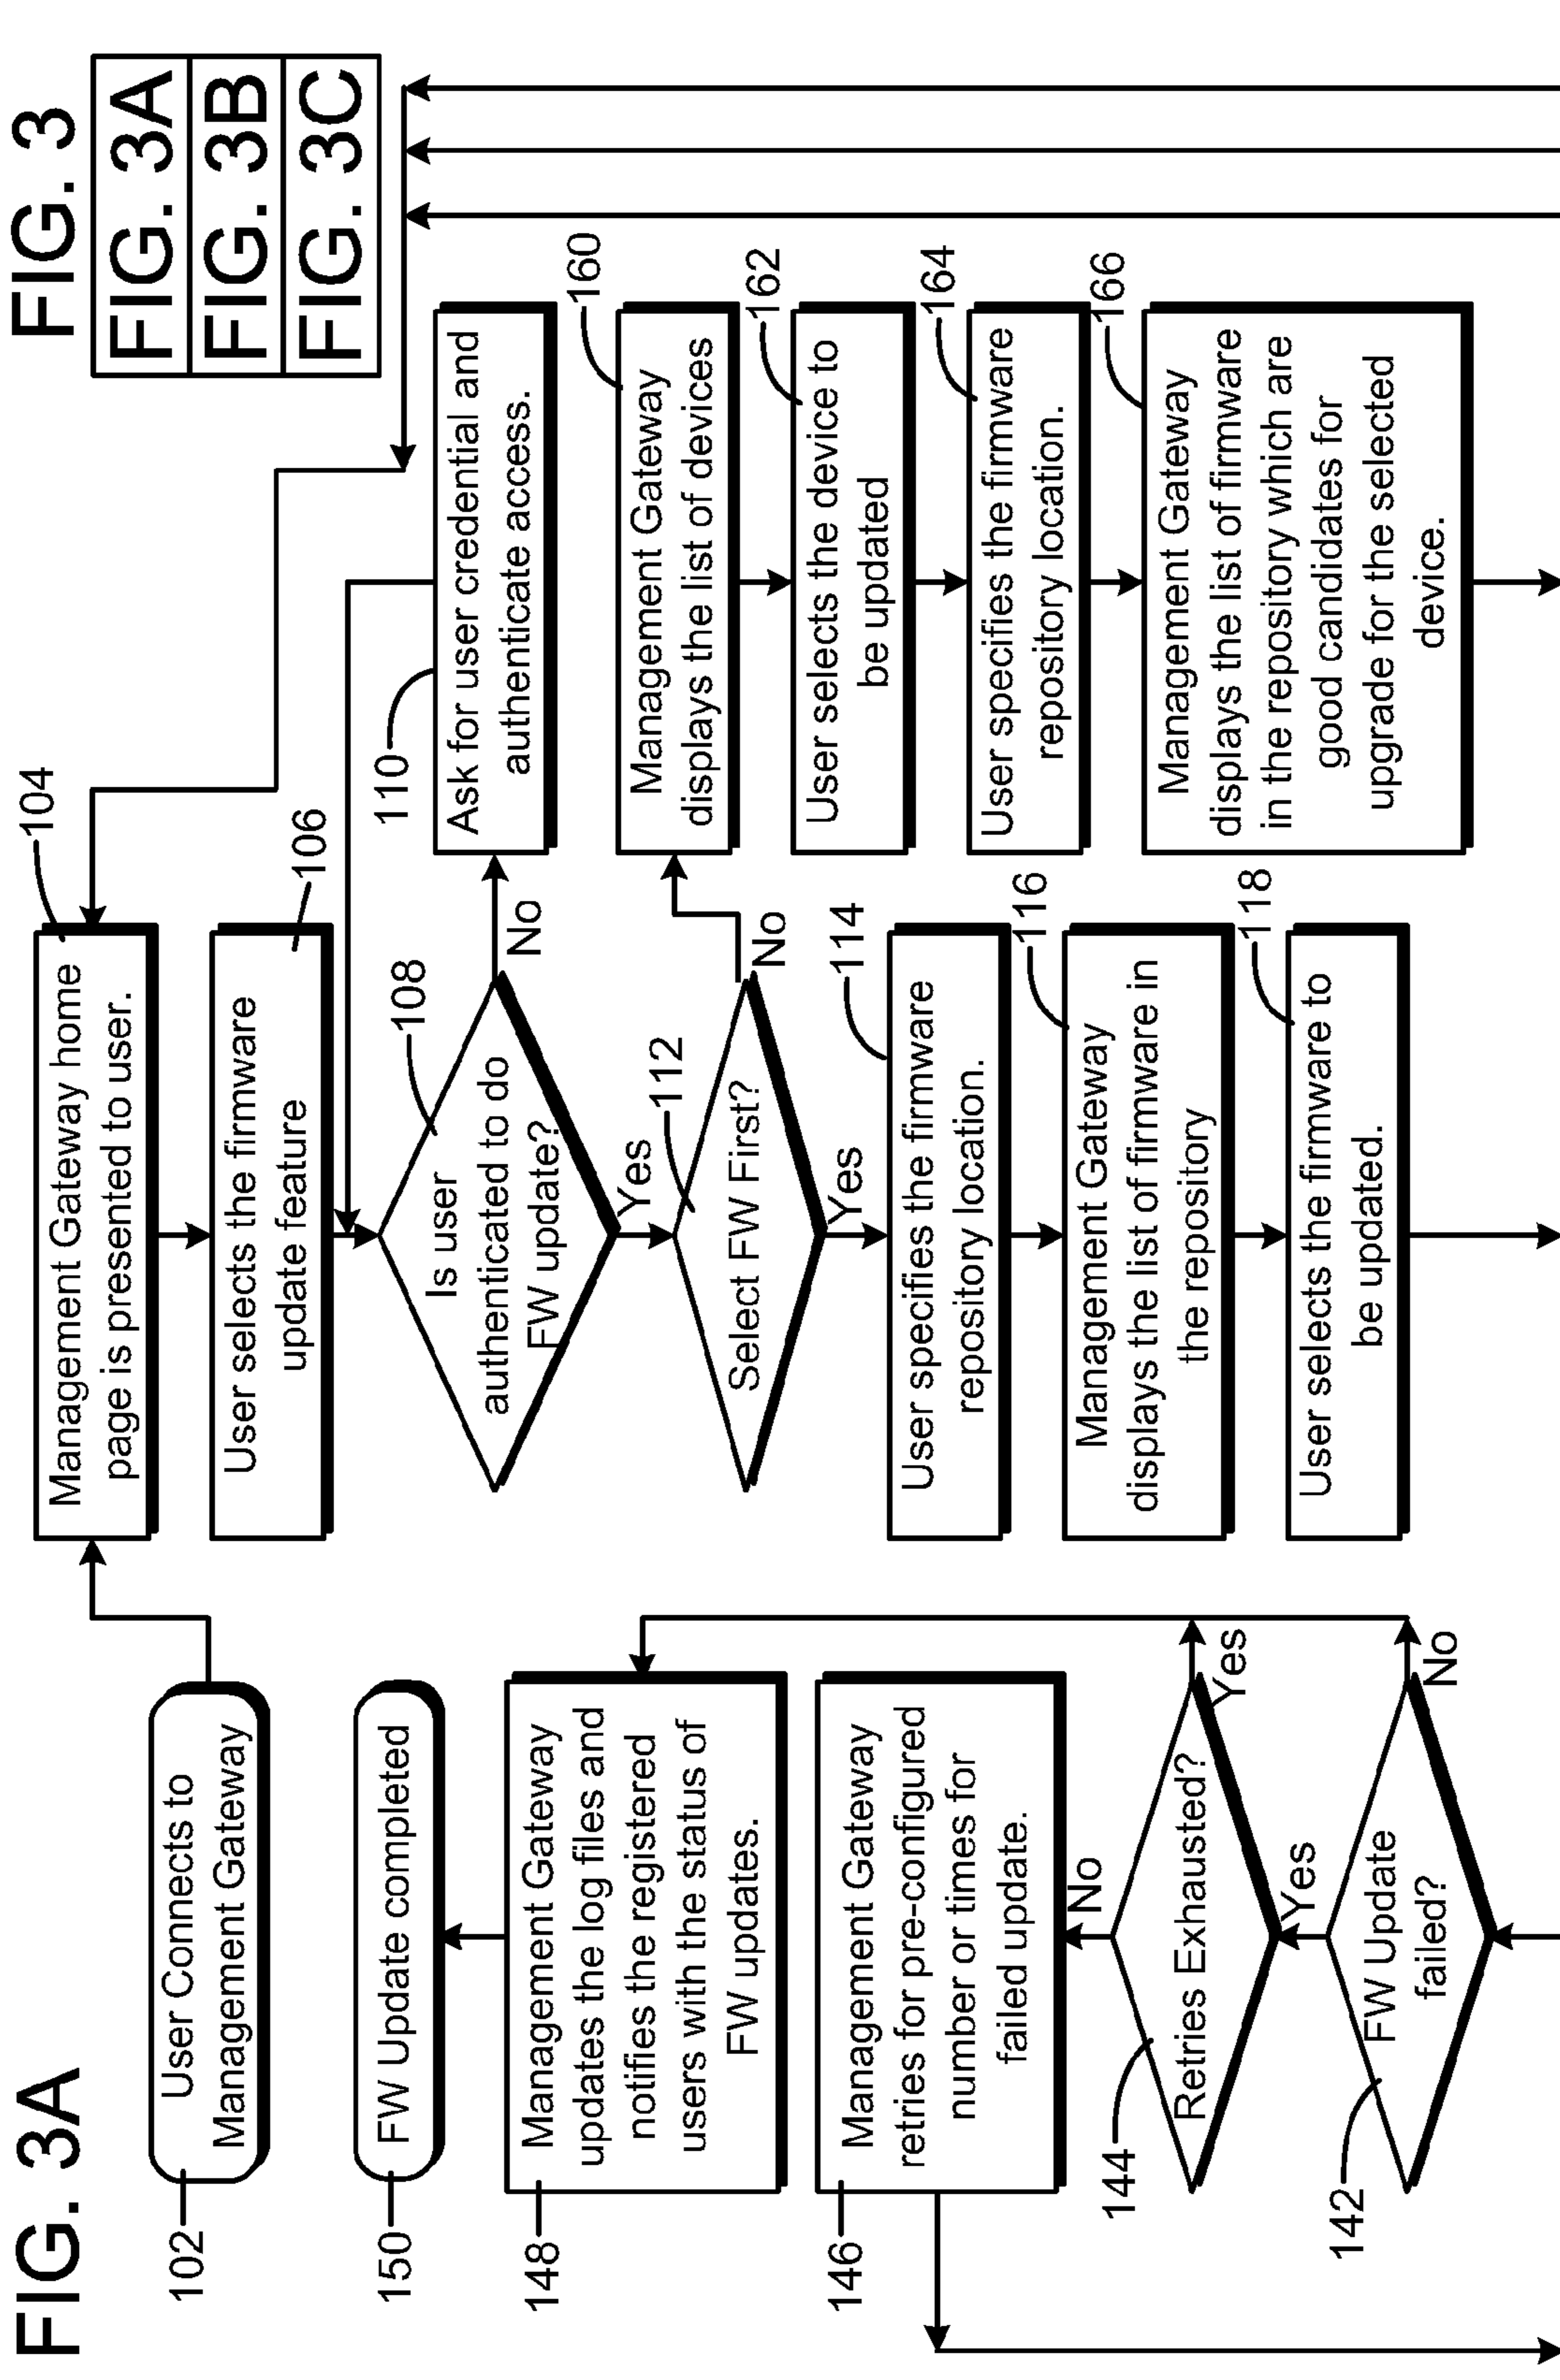 FIG. 3A
FIG. 3
FIG. 3A
FIG. 3B
FIG. 3C
102
User Connects to
Management Gateway
150
FW Update completed
148
Management Gateway
updates the log files and
notifies the registered
users with the status of
FW updates.
146
Management Gateway
retries for pre-configured
number or times for
failed update.
No
144
Retries Exhausted?
Yes
Yes
142
FW Update
failed?
No
104
Management Gateway home
page is presented to user.
106
User selects the firmware
update feature
108
Is user
authenticated to do
FW update?
No
Yes
112
Select FW First?
No
Yes
114
User specifies the firmware
repository location.
116
Management Gateway
displays the list of firmware in
the repository
118
User selects the firmware to
be updated.
110
Ask for user credential and
authenticate access.
160
Management Gateway
displays the list of devices
162
User selects the device to
be updated
164
User specifies the firmware
repository location.
166
Management Gateway
displays the list of firmware
in the repository which are
good candidates for
upgrade for the selected
device.